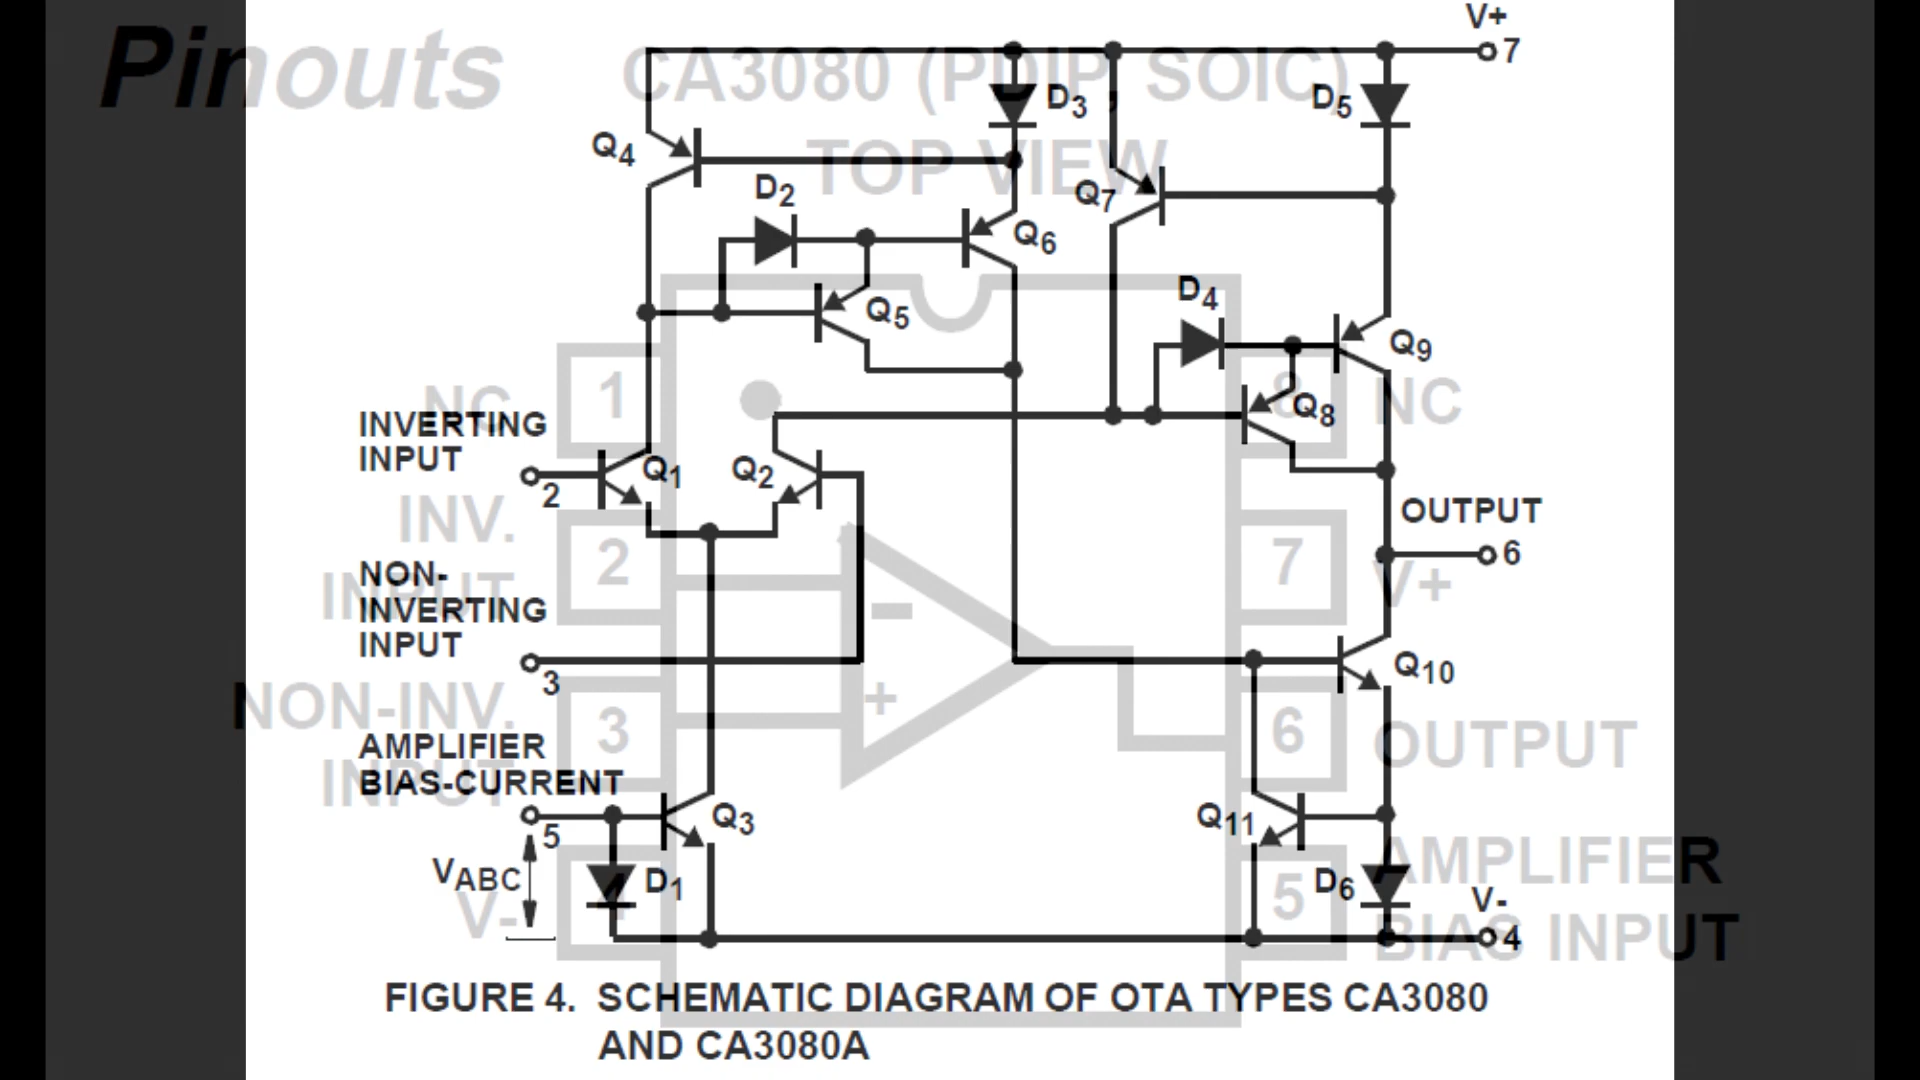 Pinouts
CA3080 (PDIP, SOIC)
TOP VIEW
V+
7
D3
D5
Q4
D2
Q7
Q6
D4
Q5
Q9
Q8
1
8
NC
NC
INVERTING
INPUT
2
Q1
Q2
INV.
INPUT
2
7
V+
OUTPUT
6
NON-
INVERTING
INPUT
3
-
+
NON-INV.
INPUT
3
6
OUTPUT
Q10
AMPLIFIER
BIAS-CURRENT
5
Q3
Q11
VABC
D1
D6
V-
4
5
AMPLIFIER
BIAS INPUT
V-
4
FIGURE 4. SCHEMATIC DIAGRAM OF OTA TYPES CA3080
AND CA3080A